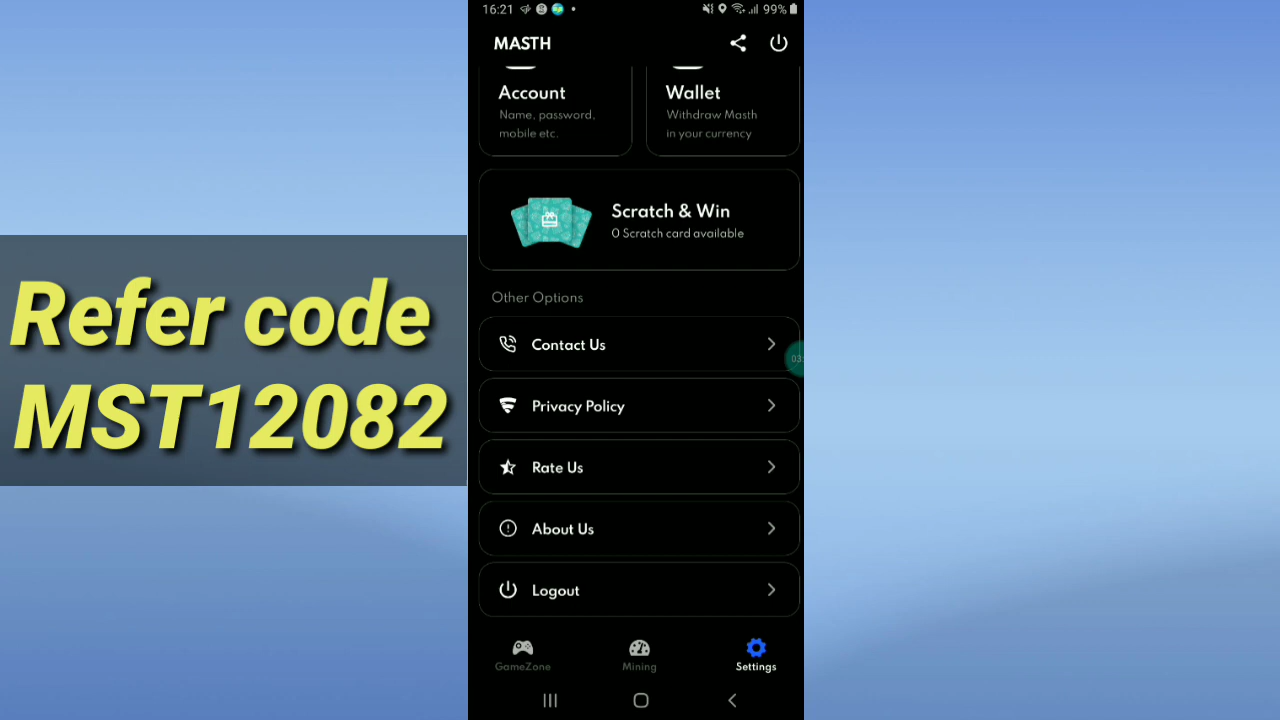 16:21
99%
MASTH
Account
Name, password,
mobile etc.
Wallet
Withdraw Masth
in your currency
Scratch & Win
0 Scratch card available
Other Options
Contact Us
03:
Privacy Policy
Rate Us
About Us
Logout
GameZone
Mining
Settings
Refer code
MST12082